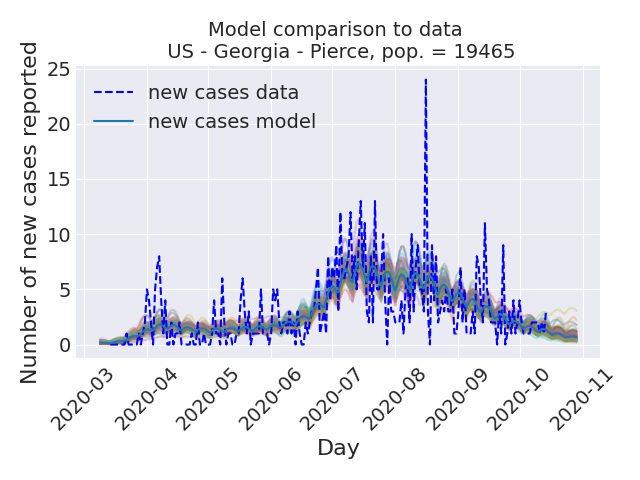 Model comparison to data
US - Georgia - Pierce, pop. = 19465
Number of new cases reported
25
20
15
10
5
0
new cases data
new cases model
2020-03
2020-04
2020-05
2020-06
2020-07
2020-08
2020-09
2020-10
2020-11
Day